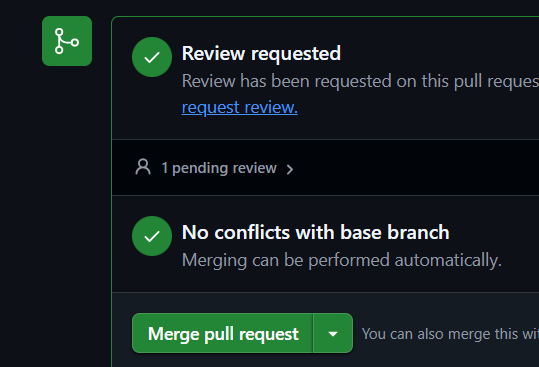 Review requested
Review has been requested on this pull reques
request review.
1 pending review
No conflicts with base branch
Merging can be performed automatically.
Merge pull request
You can also merge this wi